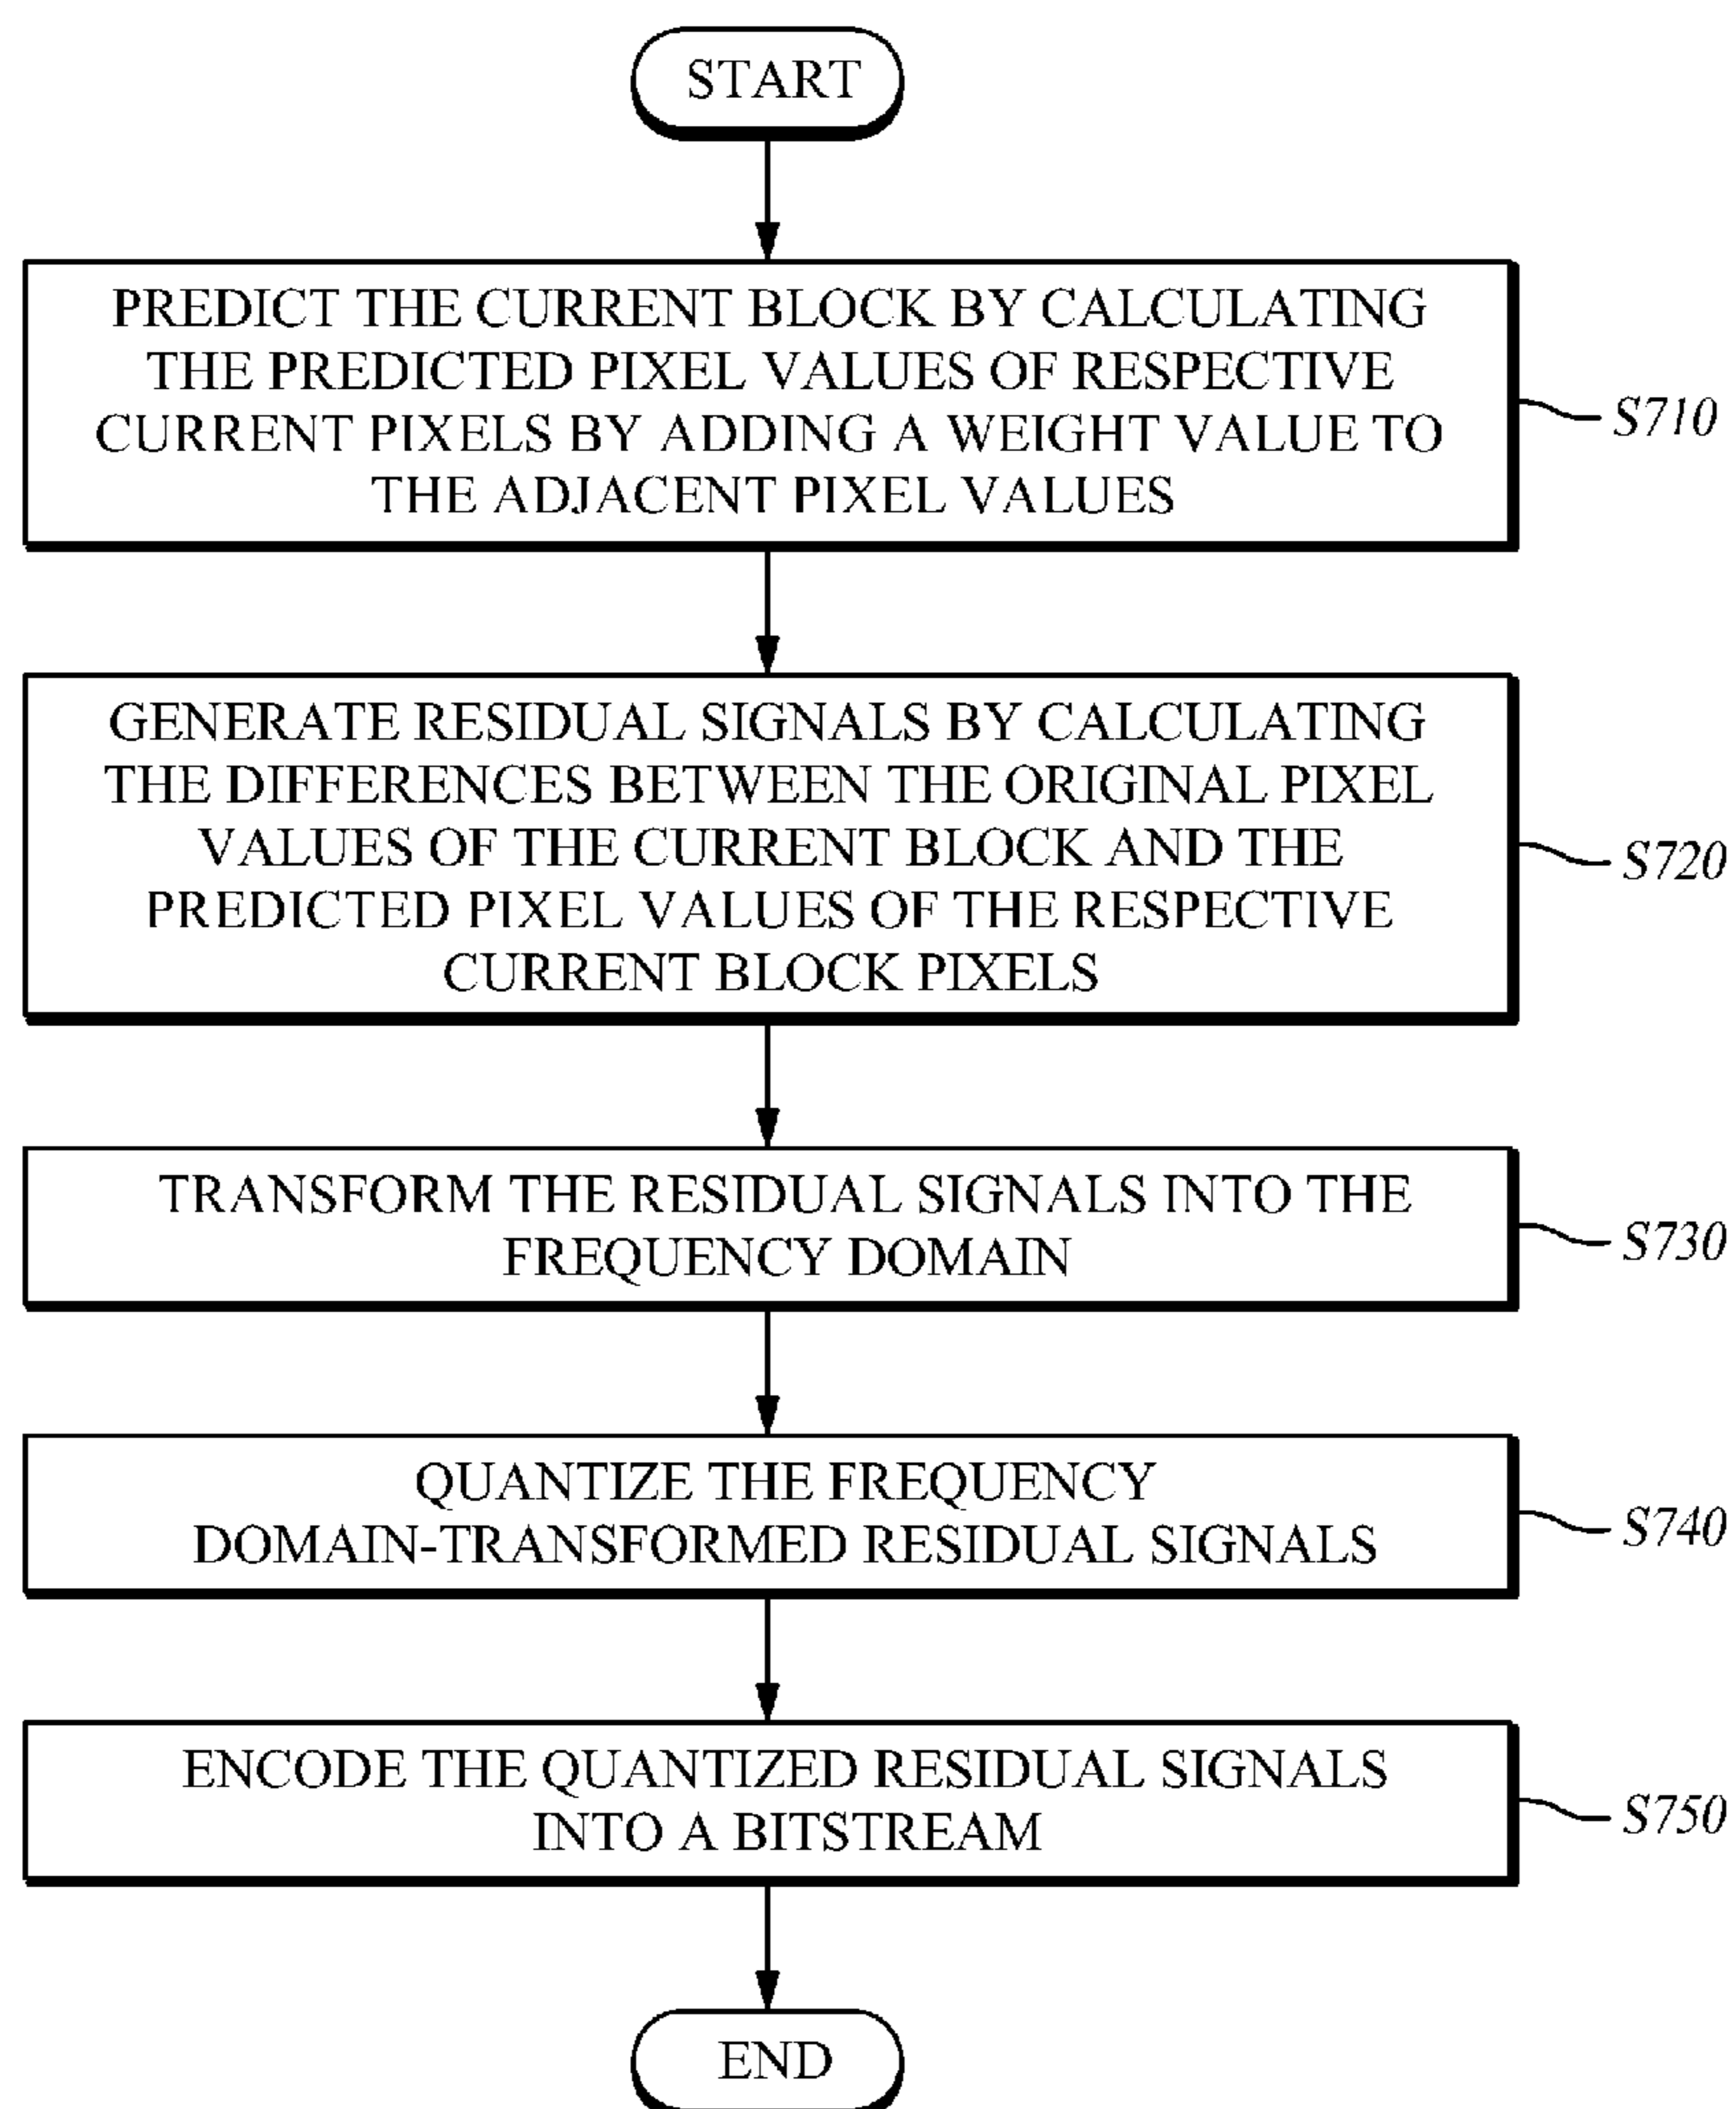 START
PREDICT THE CURRENT BLOCK BY CALCULATING
THE PREDICTED PIXEL VALUES OF RESPECTIVE
CURRENT PIXELS BY ADDING A WEIGHT VALUE TO
THE ADJACENT PIXEL VALUES
S710
GENERATE RESIDUAL SIGNALS BY CALCULATING
THE DIFFERENCES BETWEEN THE ORIGINAL PIXEL
VALUES OF THE CURRENT BLOCK AND THE
PREDICTED PIXEL VALUES OF THE RESPECTIVE
CURRENT BLOCK PIXELS
S720
TRANSFORM THE RESIDUAL SIGNALS INTO THE
FREQUENCY DOMAIN
S730
QUANTIZE THE FREQUENCY
DOMAIN-TRANSFORMED RESIDUAL SIGNALS
S740
ENCODE THE QUANTIZED RESIDUAL SIGNALS
INTO A BITSTREAM
S750
END